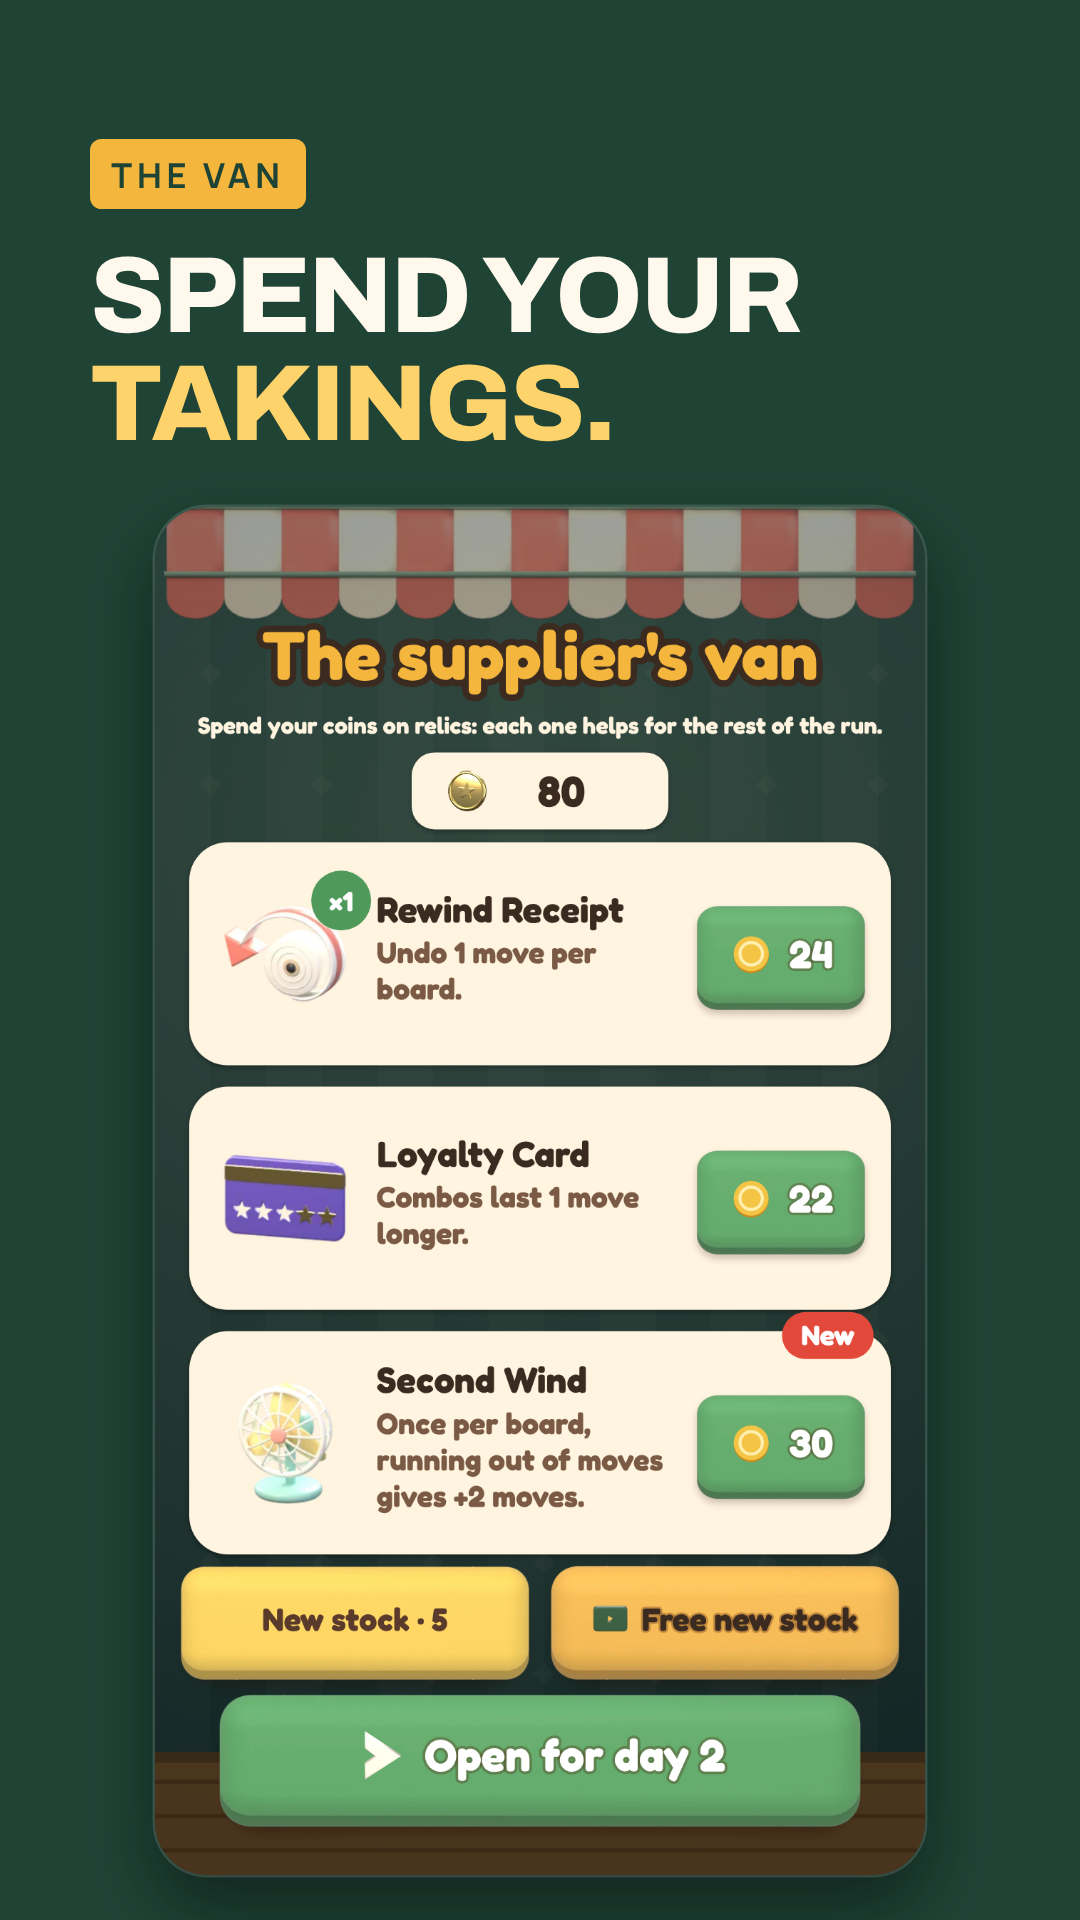 THE VAN
SPEND YOUR
TAKINGS.
The supplier's van
Spend your coins on relics: each one helps for the rest of the run.
80
x1
Rewind Receipt
Undo 1 move per
board.
24
Loyalty Card
Combos last 1 move
longer.
22
New
Second Wind
Once per board,
running out of moves
gives +2 moves.
30
New stock · 5
Free new stock
Open for day 2